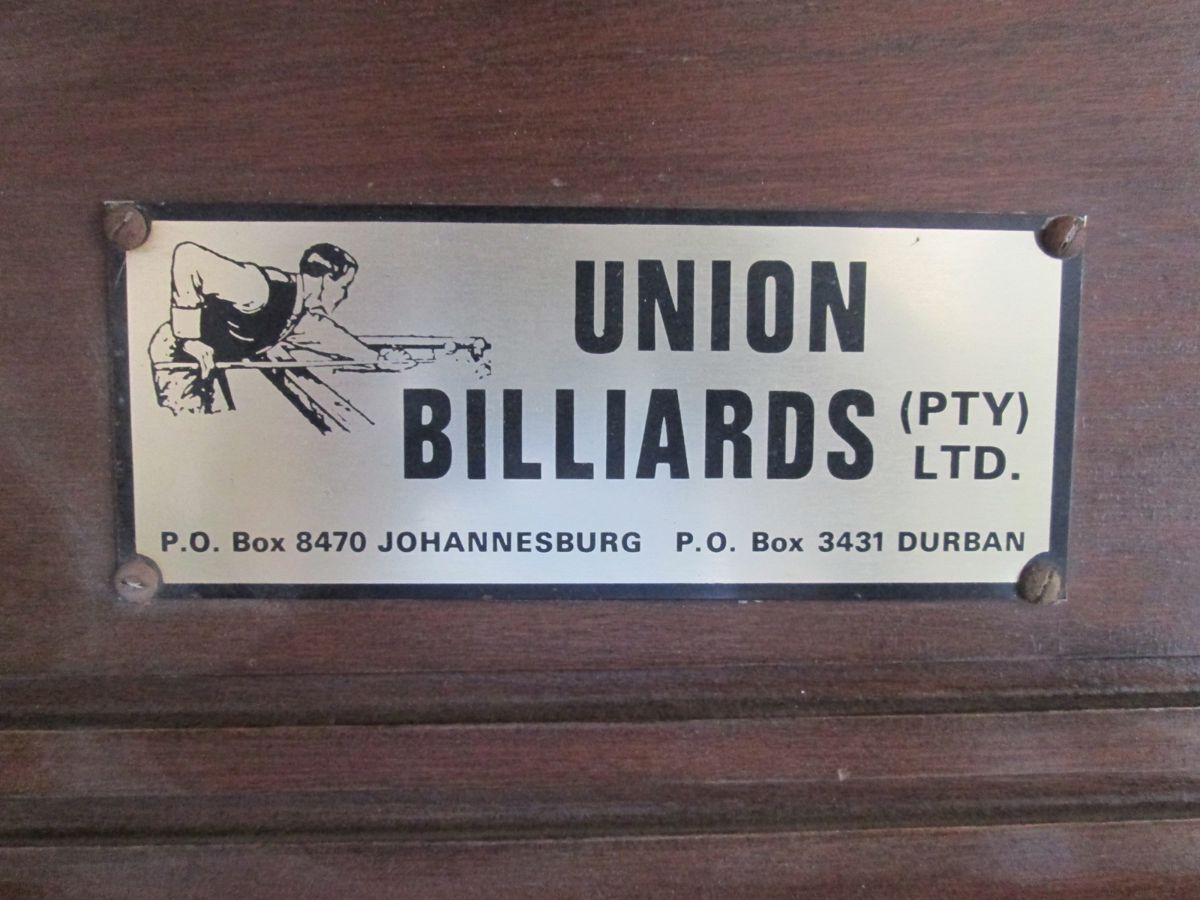 UNION
BILLIARDS (PTY) LTD.
P.O. Box 8470 JOHANNESBURG P.O. Box 3431 DURBAN